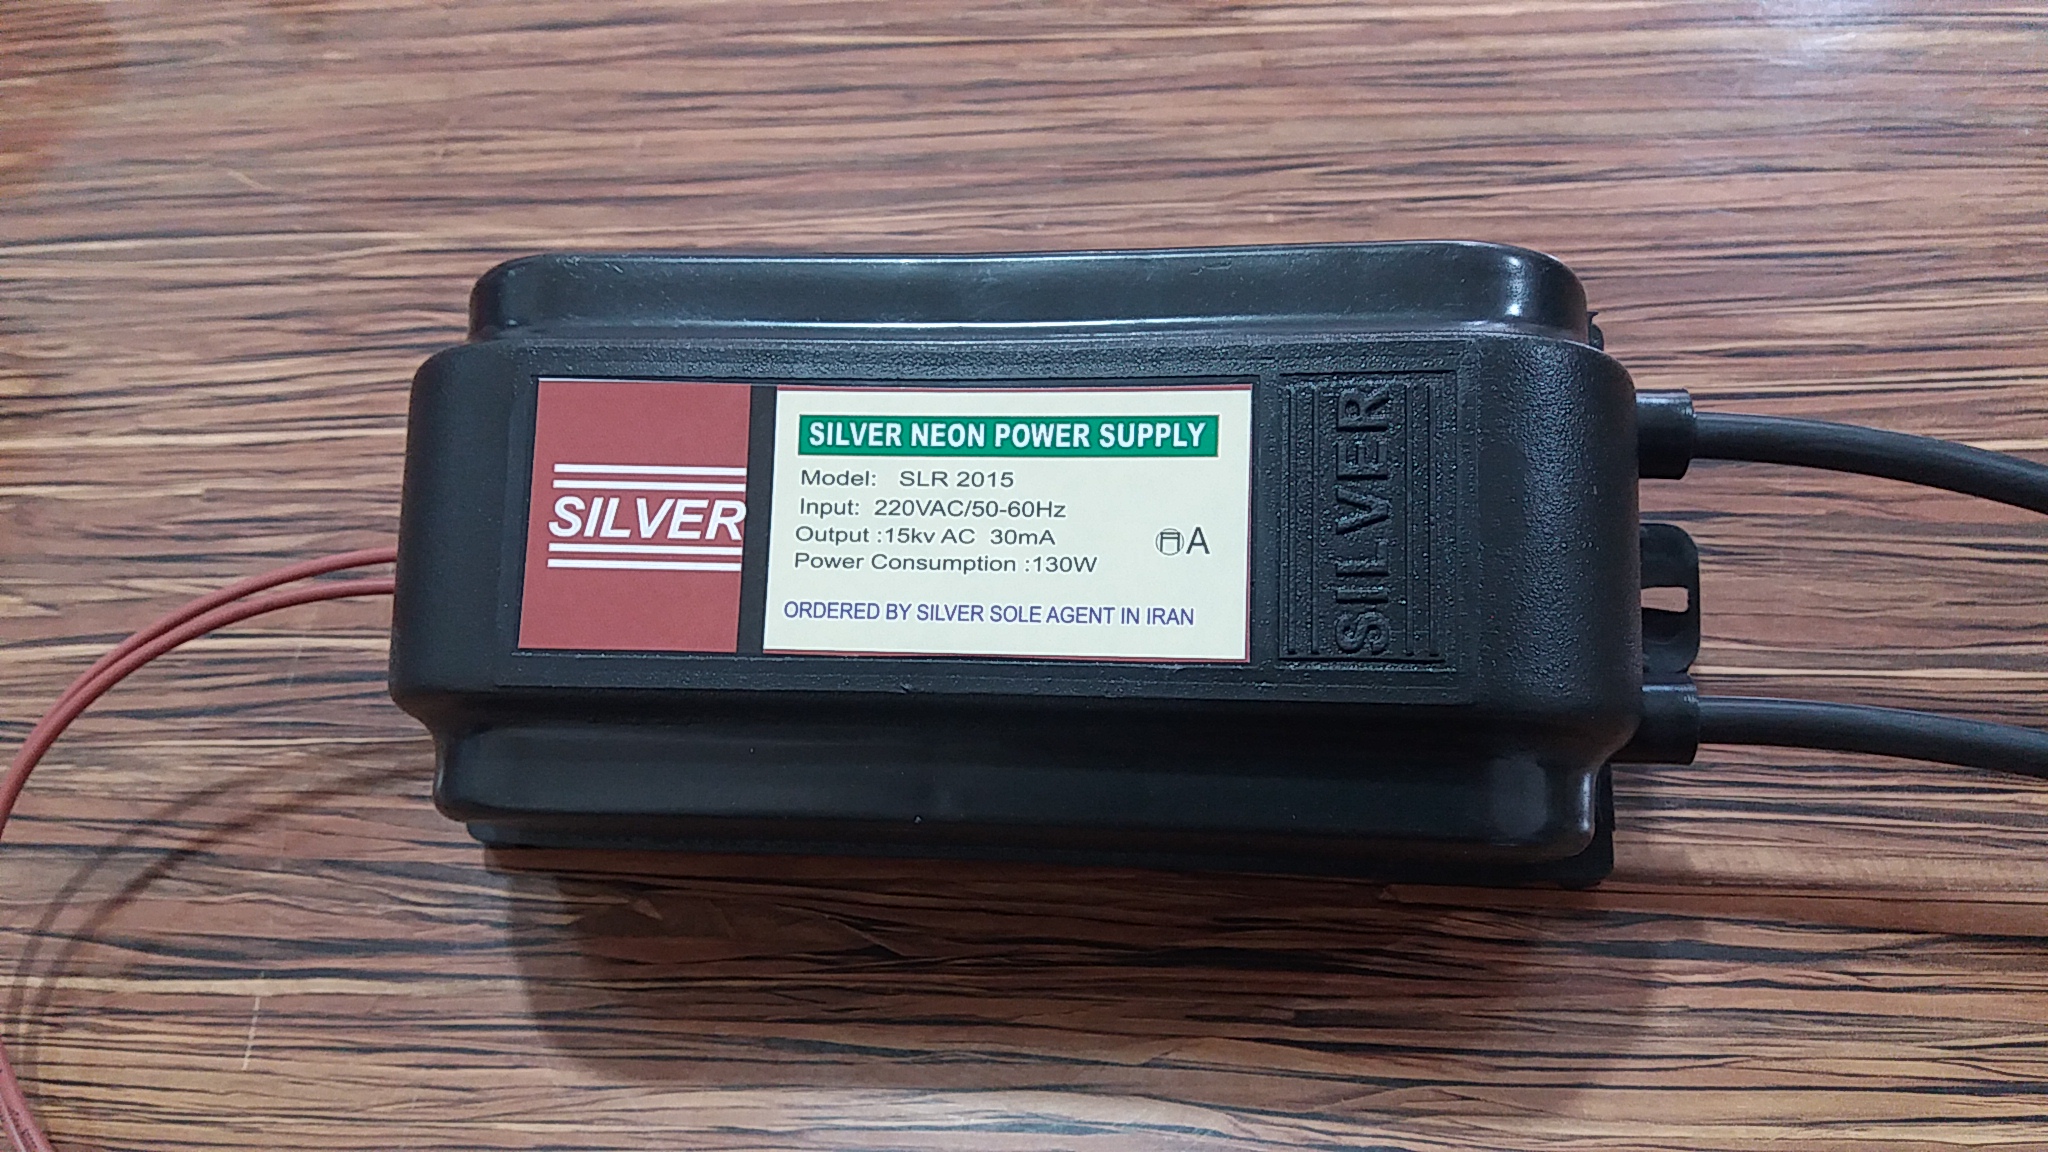 SILVER
SILVER NEON POWER SUPPLY
Model: SLR 2015
Input: 220VAC/50-60Hz
Output :15kv AC 30mA
A
Power Consumption :130W
ORDERED BY SILVER SOLE AGENT IN IRAN
SILVER